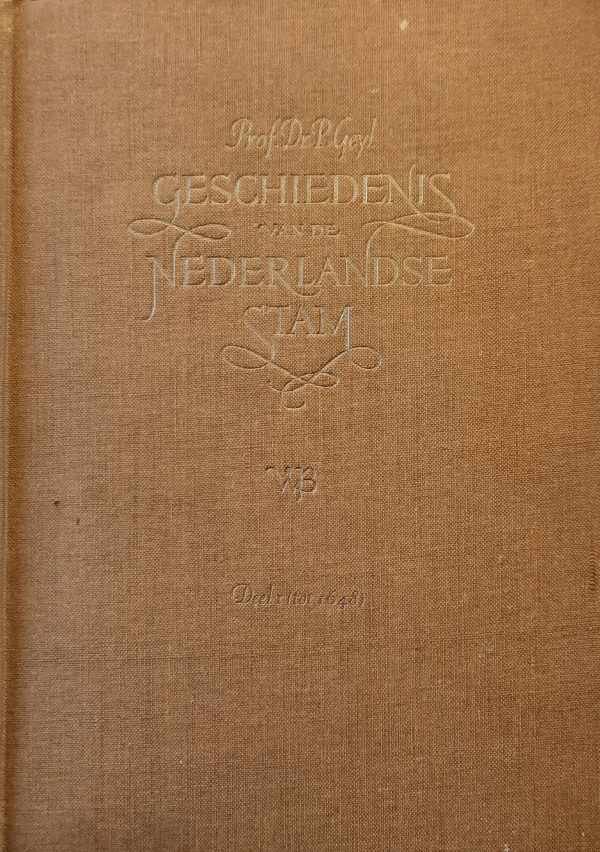 Prof. Dr P. Geyl
GESCHIEDENIS
VAN DE
NEDERLANDSE
STAM
WB
Deel 1 (tot 1648)